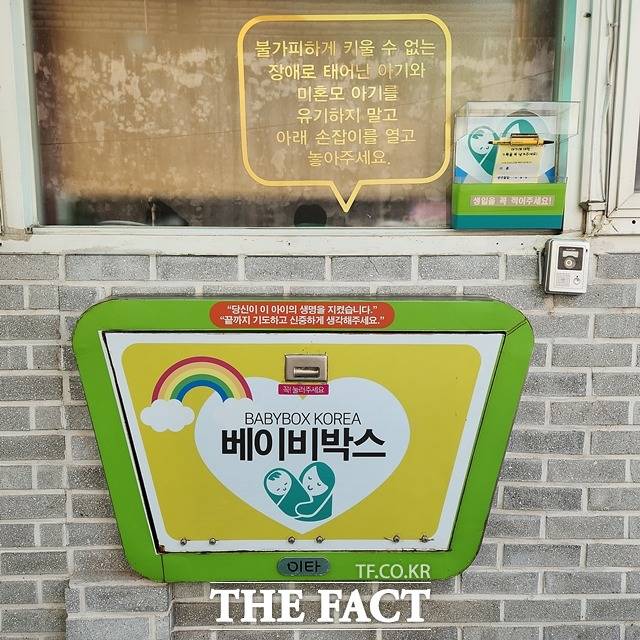 불가피하게 키울 수 없는
장애로 태어난 아기와
미혼모 아기를
유기하지 말고
아래 손잡이를 열고
놓아주세요.
생일을 꼭 적어주세요!
"당신이 이 아이의 생명을 지켰습니다."
"끝까지 기도하고 신중하게 생각해주세요."
꼭! 눌러주세요
BABYBOX KOREA
베이비박스
이타
TF.CO.KR
THE FACT